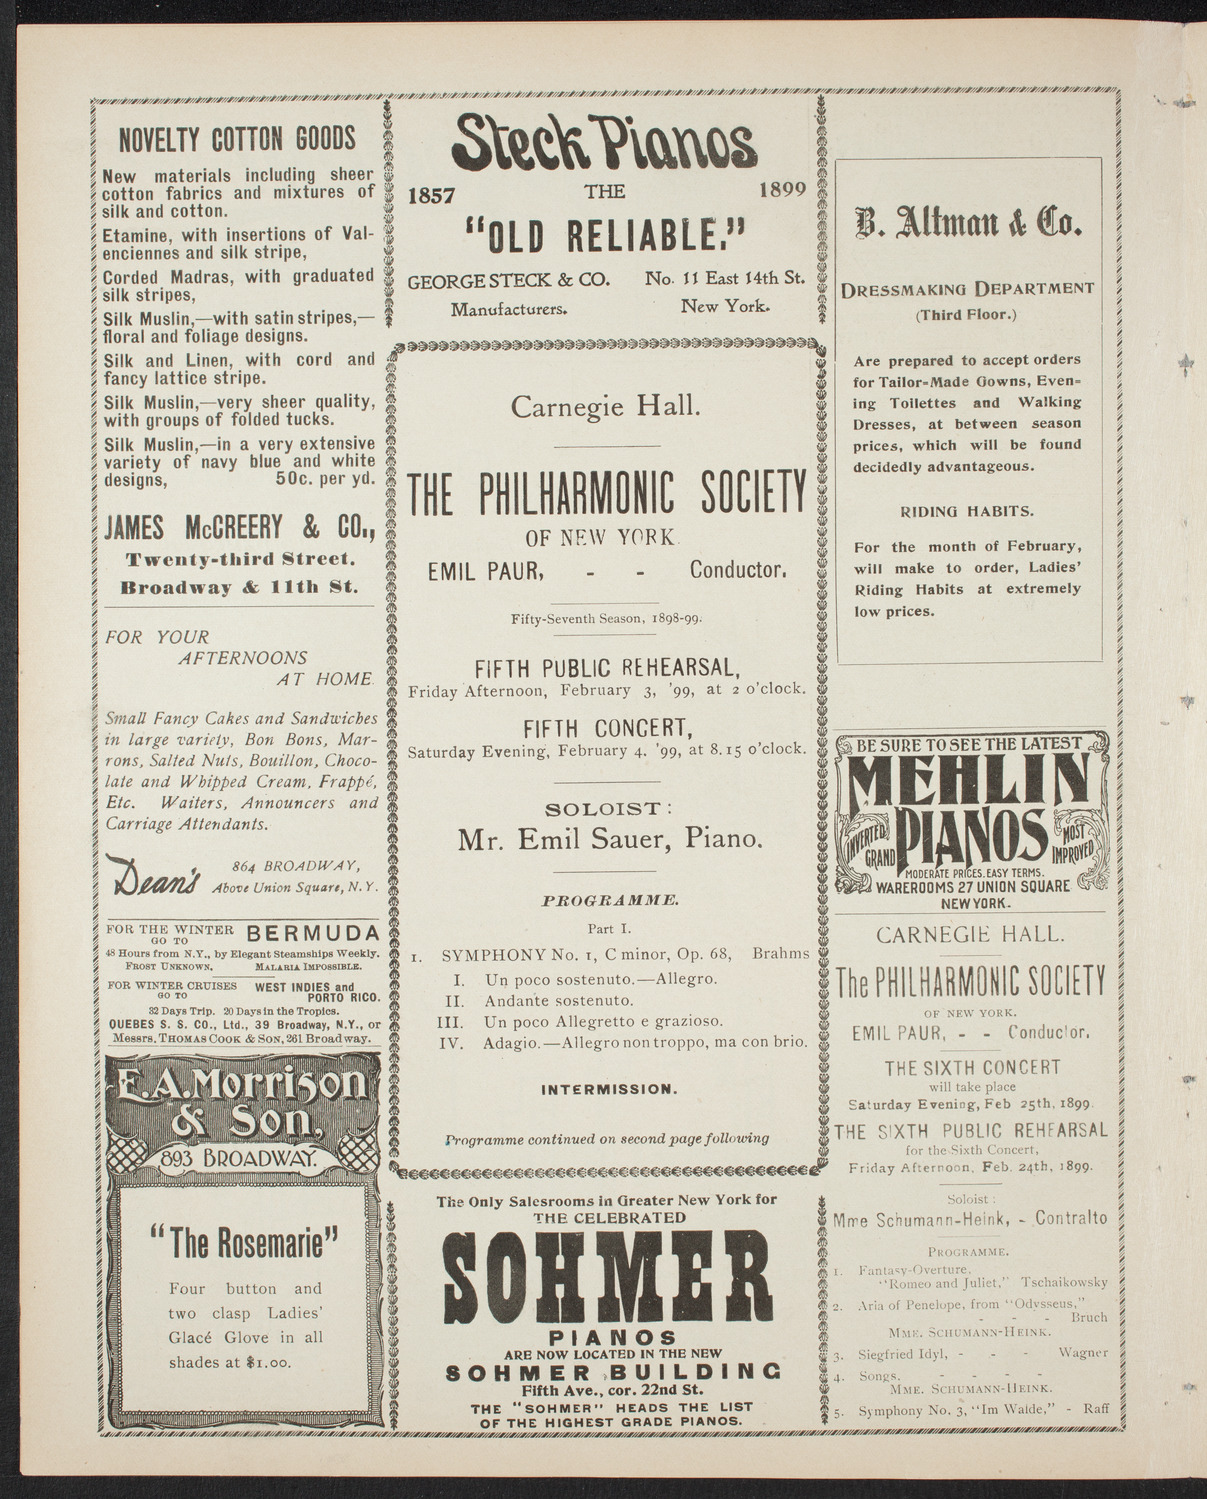 NOVELTY COTTON GOODS
New materials including sheer
cotton fabrics and mixtures of
silk and cotton.
Etamine, with insertions of Val-
enciennes and silk stripe,
Corded Madras, with graduated
silk stripes,
Silk Muslin,—with satin stripes,—
floral and foliage designs.
Silk and Linen, with cord and
fancy lattice stripe.
Silk Muslin,—very sheer quality,
with groups of folded tucks.
Silk Muslin,—in a very extensive
variety of navy blue and white
designs, 50c. per yd.
JAMES McCREERY & CO.,
Twenty-third Street.
Broadway & 11th St.
FOR YOUR
AFTERNOONS
AT HOME.
Small Fancy Cakes and Sandwiches
in large variety, Bon Bons, Mar-
rons, Salted Nuts, Bouillon, Choco-
late and Whipped Cream, Frappé,
Etc. Waiters, Announcers and
Carriage Attendants.
Dean's
864 BROADWAY,
Above Union Square, N. Y.
FOR THE WINTER
GO TO
BERMUDA
48 Hours from N.Y., by Elegant Steamships Weekly.
FROST UNKNOWN. MALARIA IMPOSSIBLE.
FOR WINTER CRUISES
GO TO
WEST INDIES and
PORTO RICO.
32 Days Trip. 20 Days in the Tropics.
QUEBES S. S. CO., Ltd., 39 Broadway, N.Y., or
Messrs. THOMAS COOK & SON, 261 Broadway.
E.A. Morrison
& Son,
893 BROADWAY.
"The Rosemarie"
Four button and
two clasp Ladies'
Glacé Glove in all
shades at $1.00.
Steck Pianos
1857 THE 1899
"OLD RELIABLE,"
GEORGE STECK & CO. No. 11 East 14th St.
Manufacturers. New York.
Carnegie Hall.
THE PHILHARMONIC SOCIETY
OF NEW YORK.
EMIL PAUR, - - Conductor.
Fifty-Seventh Season, 1898-99.
FIFTH PUBLIC REHEARSAL,
Friday Afternoon, February 3, '99, at 2 o'clock.
FIFTH CONCERT,
Saturday Evening, February 4. '99, at 8.15 o'clock.
SOLOIST:
Mr. Emil Sauer, Piano.
PROGRAMME.
Part I.
1. SYMPHONY No. 1, C minor, Op. 68, Brahms
I. Un poco sostenuto.—Allegro.
II. Andante sostenuto.
III. Un poco Allegretto e grazioso.
IV. Adagio.—Allegro non troppo, ma con brio.
INTERMISSION.
Programme continued on second page following
The Only Salesrooms in Greater New York for
THE CELEBRATED
SOHMER
PIANOS
ARE NOW LOCATED IN THE NEW
SOHMER BUILDING
Fifth Ave., cor. 22nd St.
THE "SOHMER" HEADS THE LIST
OF THE HIGHEST GRADE PIANOS.
B. Altman & Co.
DRESSMAKING DEPARTMENT
(Third Floor.)
Are prepared to accept orders
for Tailor=Made Gowns, Even=
ing Toilettes and Walking
Dresses, at between season
prices, which will be found
decidedly advantageous.
RIDING HABITS.
For the month of February,
will make to order, Ladies'
Riding Habits at extremely
low prices.
BE SURE TO SEE THE LATEST
MEHLIN
PIANOS
INVERTED
GRAND
MOST
IMPROVED
MODERATE PRICES. EASY TERMS.
WAREROOMS 27 UNION SQUARE
NEW YORK.
CARNEGIE HALL.
The PHILHARMONIC SOCIETY
OF NEW YORK.
EMIL PAUR, - - Conductor.
THE SIXTH CONCERT
will take place
Saturday Evening, Feb 25th, 1899.
THE SIXTH PUBLIC REHEARSAL
for the Sixth Concert,
Friday Afternoon, Feb. 24th, 1899.
Soloist:
Mme Schumann-Heink, - Contralto
PROGRAMME.
1. Fantasy-Overture,
"Romeo and Juliet," Tschaikowsky
2. Aria of Penelope, from "Odysseus,"
- - - Bruch
MME. SCHUMANN-HEINK.
3. Siegfried Idyl, - - - Wagner
4. Songs. - - - -
MME. SCHUMANN-HEINK.
5. Symphony No. 3, "Im Walde," - Raff